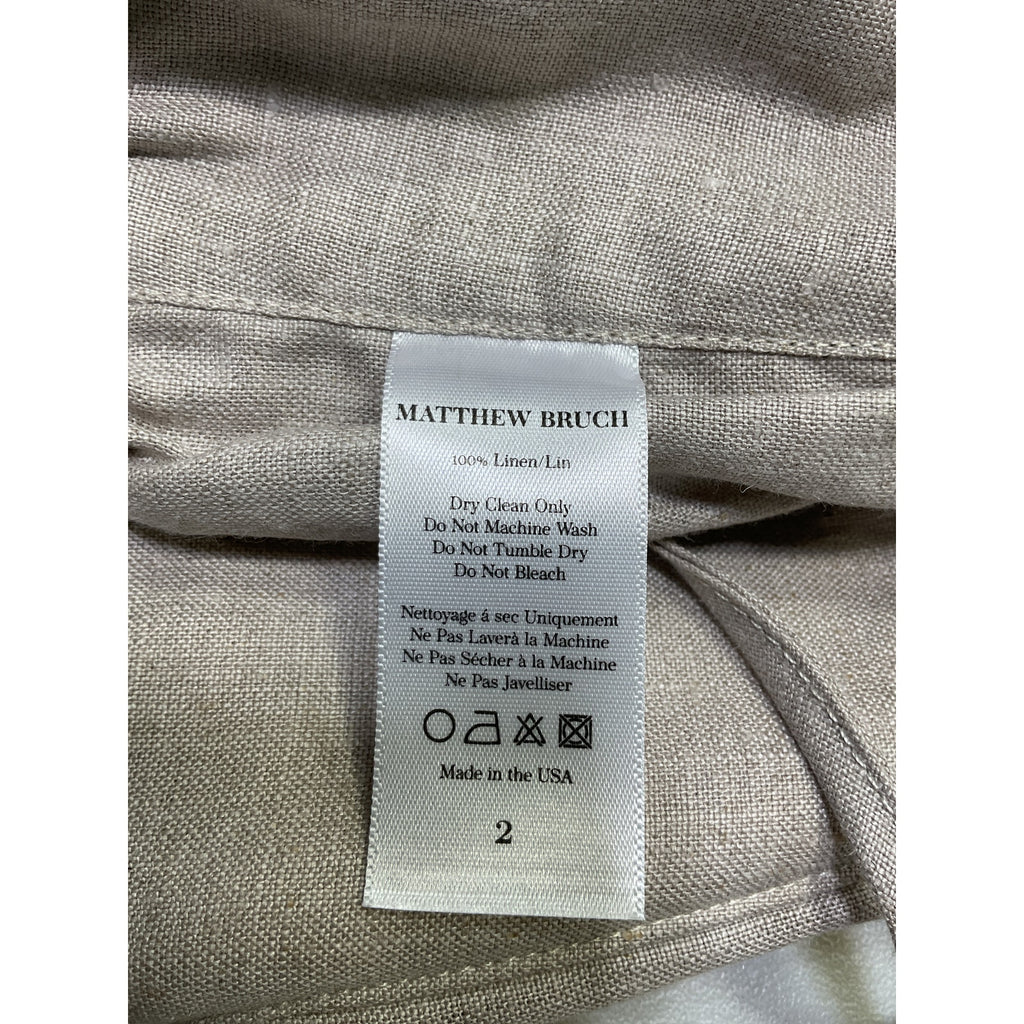 MATTHEW BRUCH
100% Linen/Lin
Dry Clean Only
Do Not Machine Wash
Do Not Tumble Dry
Do Not Bleach
Nettoyage á sec Uniquement
Ne Pas Laverà la Machine
Ne Pas Sécher à la Machine
Ne Pas Javelliser
Made in the USA
2